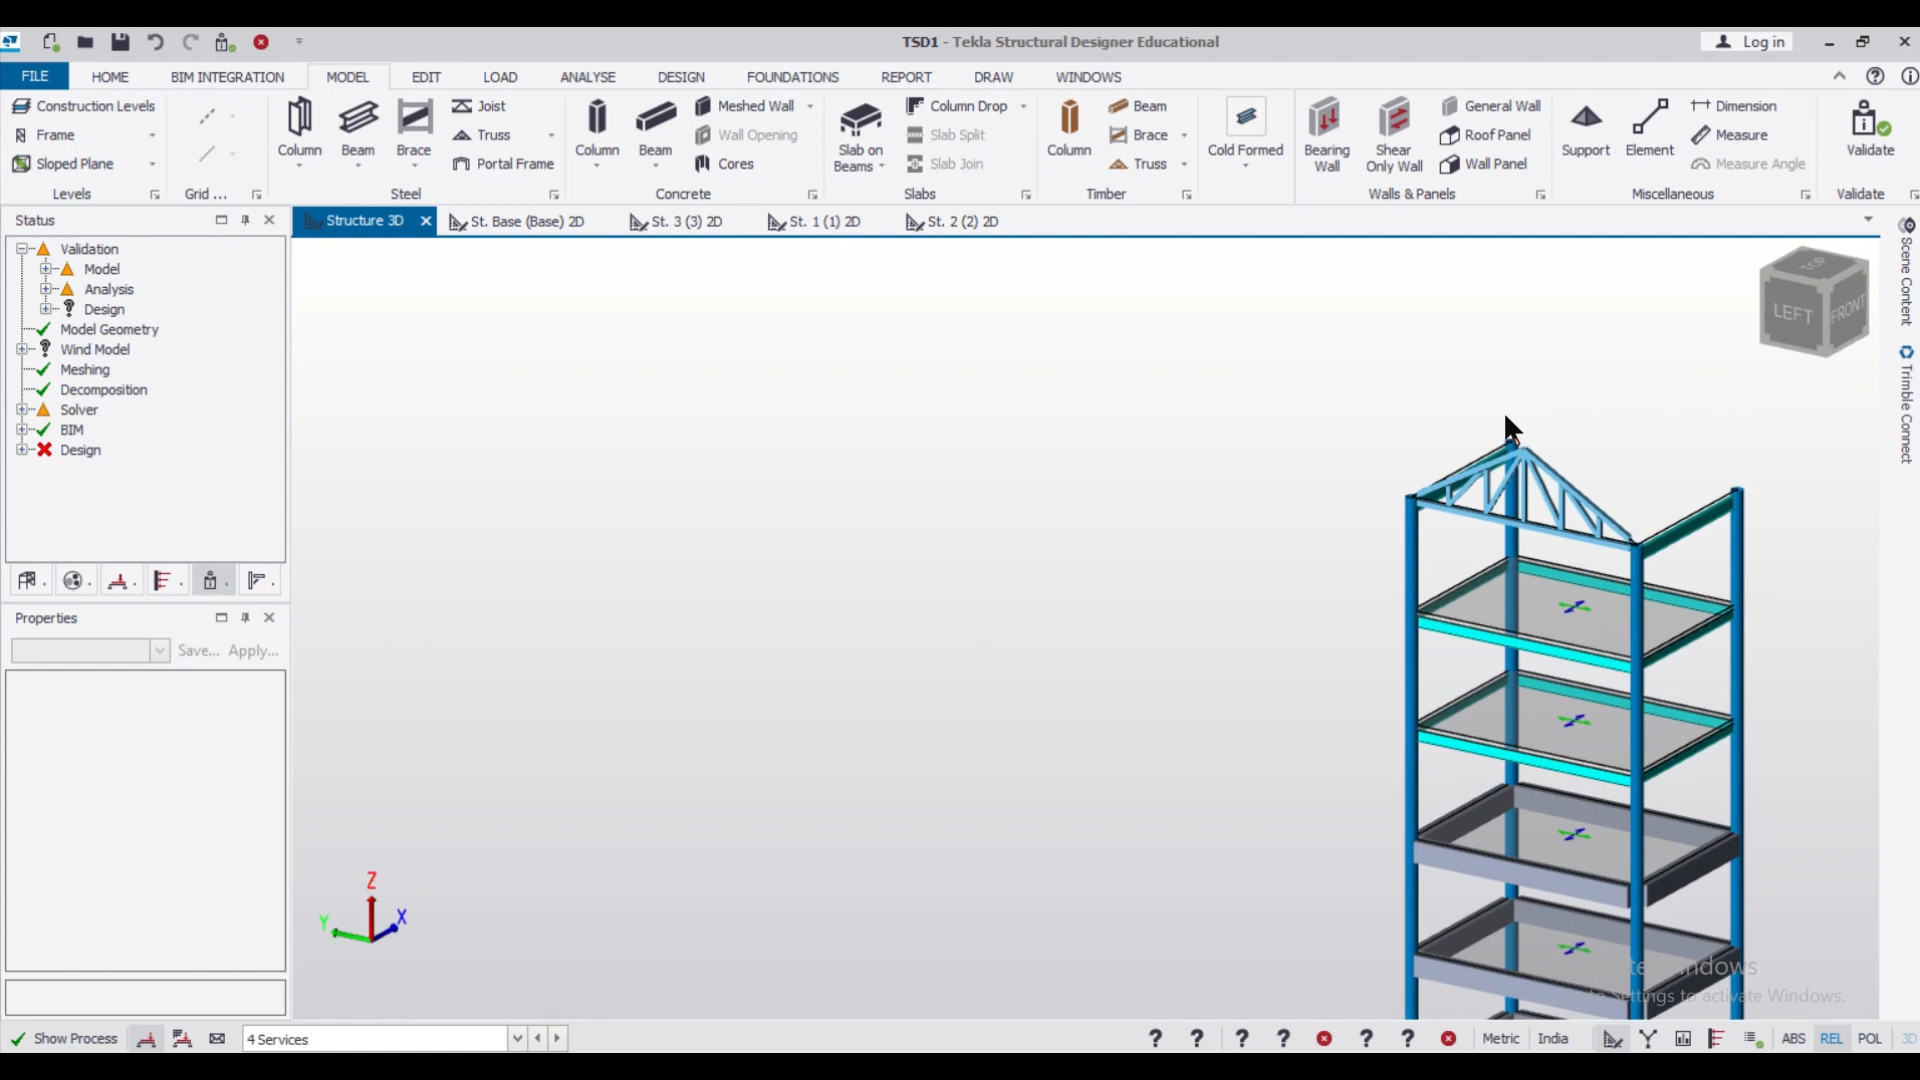 TSD1 - Tekla Structural Designer Educational
Log in
FILE HOME BIM INTEGRATION MODEL EDIT LOAD ANALYSE DESIGN FOUNDATIONS REPORT DRAW WINDOWS
Construction Levels
Frame
Sloped Plane
Levels
Grid ...
Column
Beam
Brace
Joist
Truss
Portal Frame
Steel
Column
Beam
Meshed Wall
Wall Opening
Cores
Concrete
Slab on
Beams
Column Drop
Slab Split
Slab Join
Slabs
Column
Beam
Brace
Truss
Timber
Cold Formed
Bearing
Wall
Shear
Only Wall
General Wall
Roof Panel
Wall Panel
Walls & Panels
Support
Element
Dimension
Measure
Measure Angle
Miscellaneous
Validate
Validate
Status
Validation
Model
Analysis
Design
Model Geometry
Wind Model
Meshing
Decomposition
Solver
BIM
Design
Properties
Save... Apply...
Structure 3D
St. Base (Base) 2D
St. 3 (3) 2D
St. 1 (1) 2D
St. 2 (2) 2D
TOP
LEFT
FRONT
Scene Content
Trimble Connect
Z
Y
X
settings to activate Windows.
Show Process
4 Services
Metric
India
ABS
REL
POL
3D